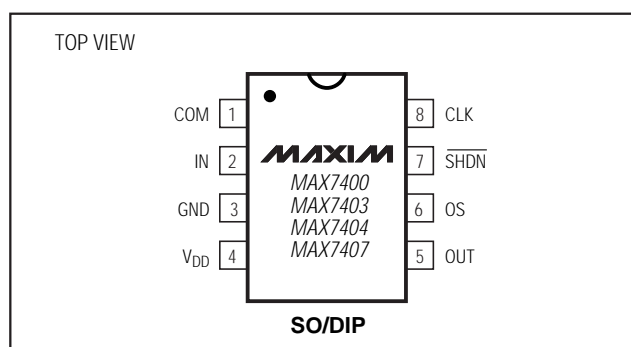 TOP VIEW
COM 1
IN 2
GND 3
VDD 4
MAXIM
MAX7400
MAX7403
MAX7404
MAX7407
8 CLK
7 SHDN
6 OS
5 OUT
SO/DIP